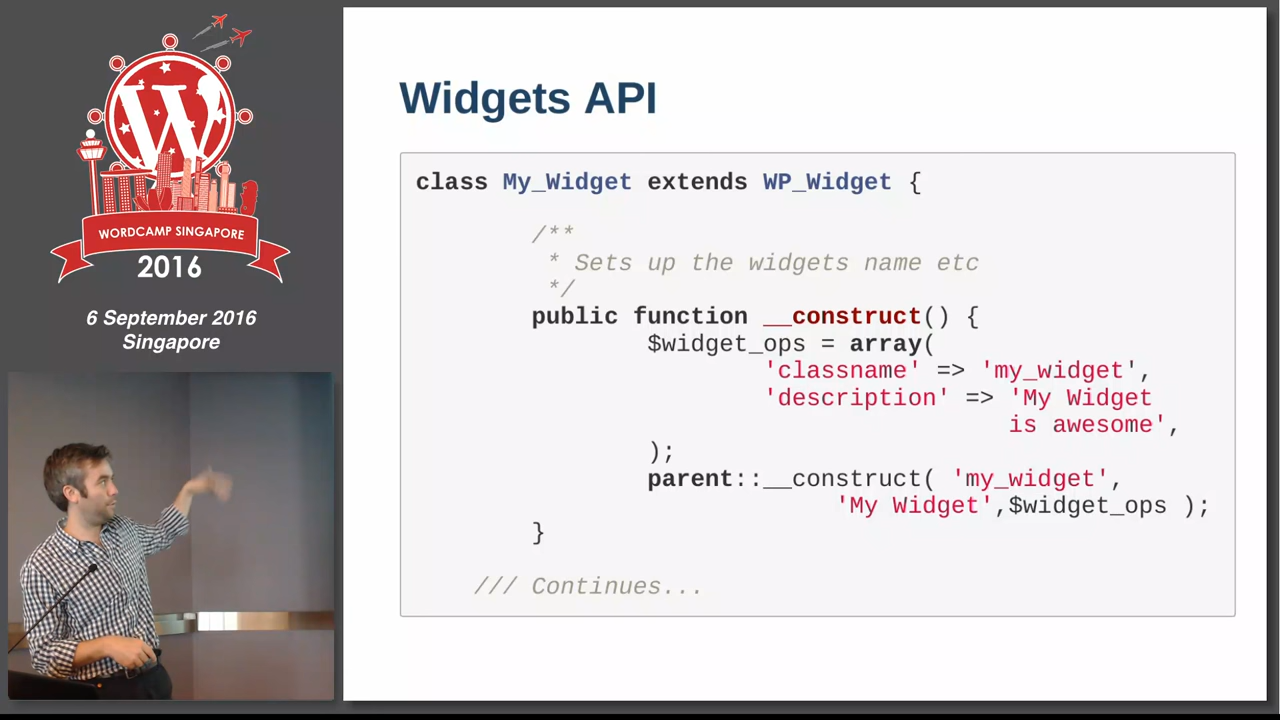 W
WORDCAMP SINGAPORE
2016
6 September 2016
Singapore
Widgets API
class My_Widget extends WP_Widget {
/**
* Sets up the widgets name etc
*/
public function __construct() {
$widget_ops = array(
'classname' => 'my_widget',
'description' => 'My Widget
is awesome',
);
parent::__construct( 'my_widget',
'My Widget',$widget_ops );
}
/// Continues...